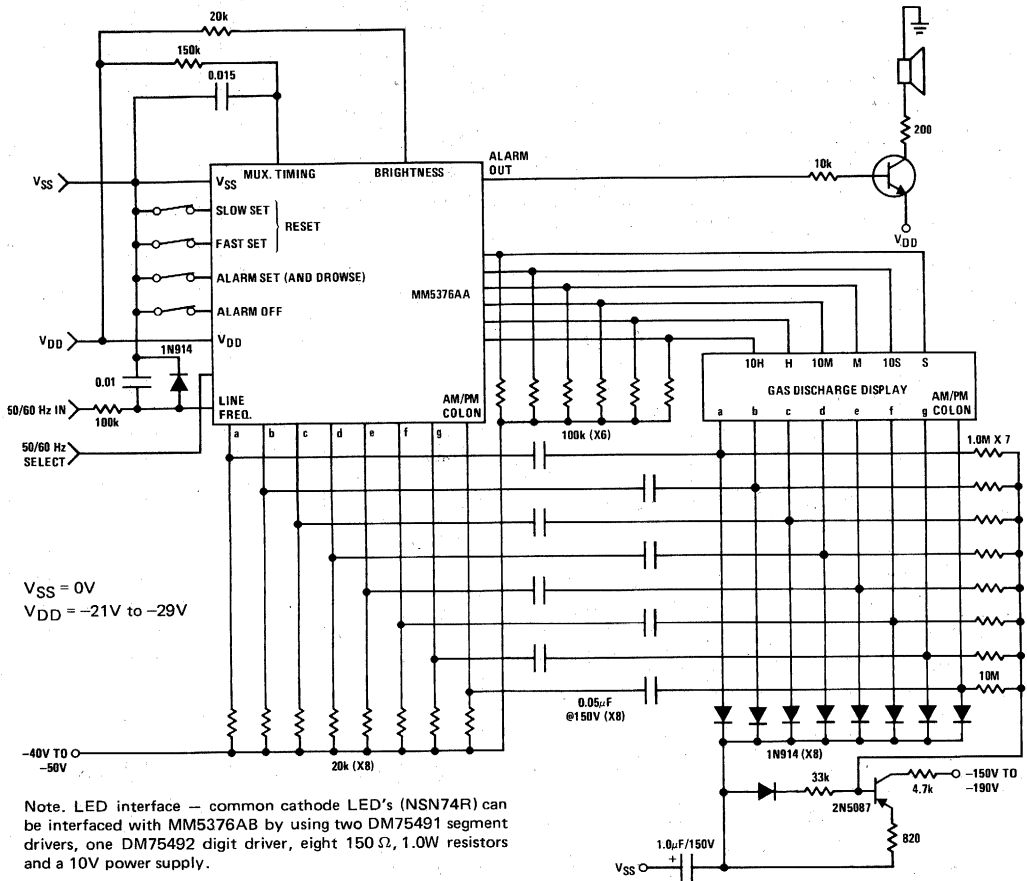 20k
150k
0.015
200
ALARM
OUT
10k
MUX. TIMING
BRIGHTNESS
VSS
VSS
SLOW SET
RESET
FAST SET
VDD
ALARM SET (AND DROWSE)
MM5376AA
ALARM OFF
VDD
VDD
1N914
10H H 10M M 10S S
0.01
GAS DISCHARGE DISPLAY
50/60 Hz IN
100k
LINE
FREQ.
AM/PM
COLON
AM/PM
COLON
a b c d e f g
100k (X6)
a b c d e f g
50/60 Hz
SELECT
1.0M X 7
VSS = 0V
VDD = –21V to –29V
10M
0.05μF
@150V (X8)
–40V TO
–50V
20k (X8)
1N914 (X8)
33k
–150V TO
–190V
4.7k
2N5087
Note. LED interface – common cathode LED's (NSN74R) can
be interfaced with MM5376AB by using two DM75491 segment
drivers, one DM75492 digit driver, eight 150 Ω, 1.0W resistors
and a 10V power supply.
820
1.0μF/150V
+
VSS